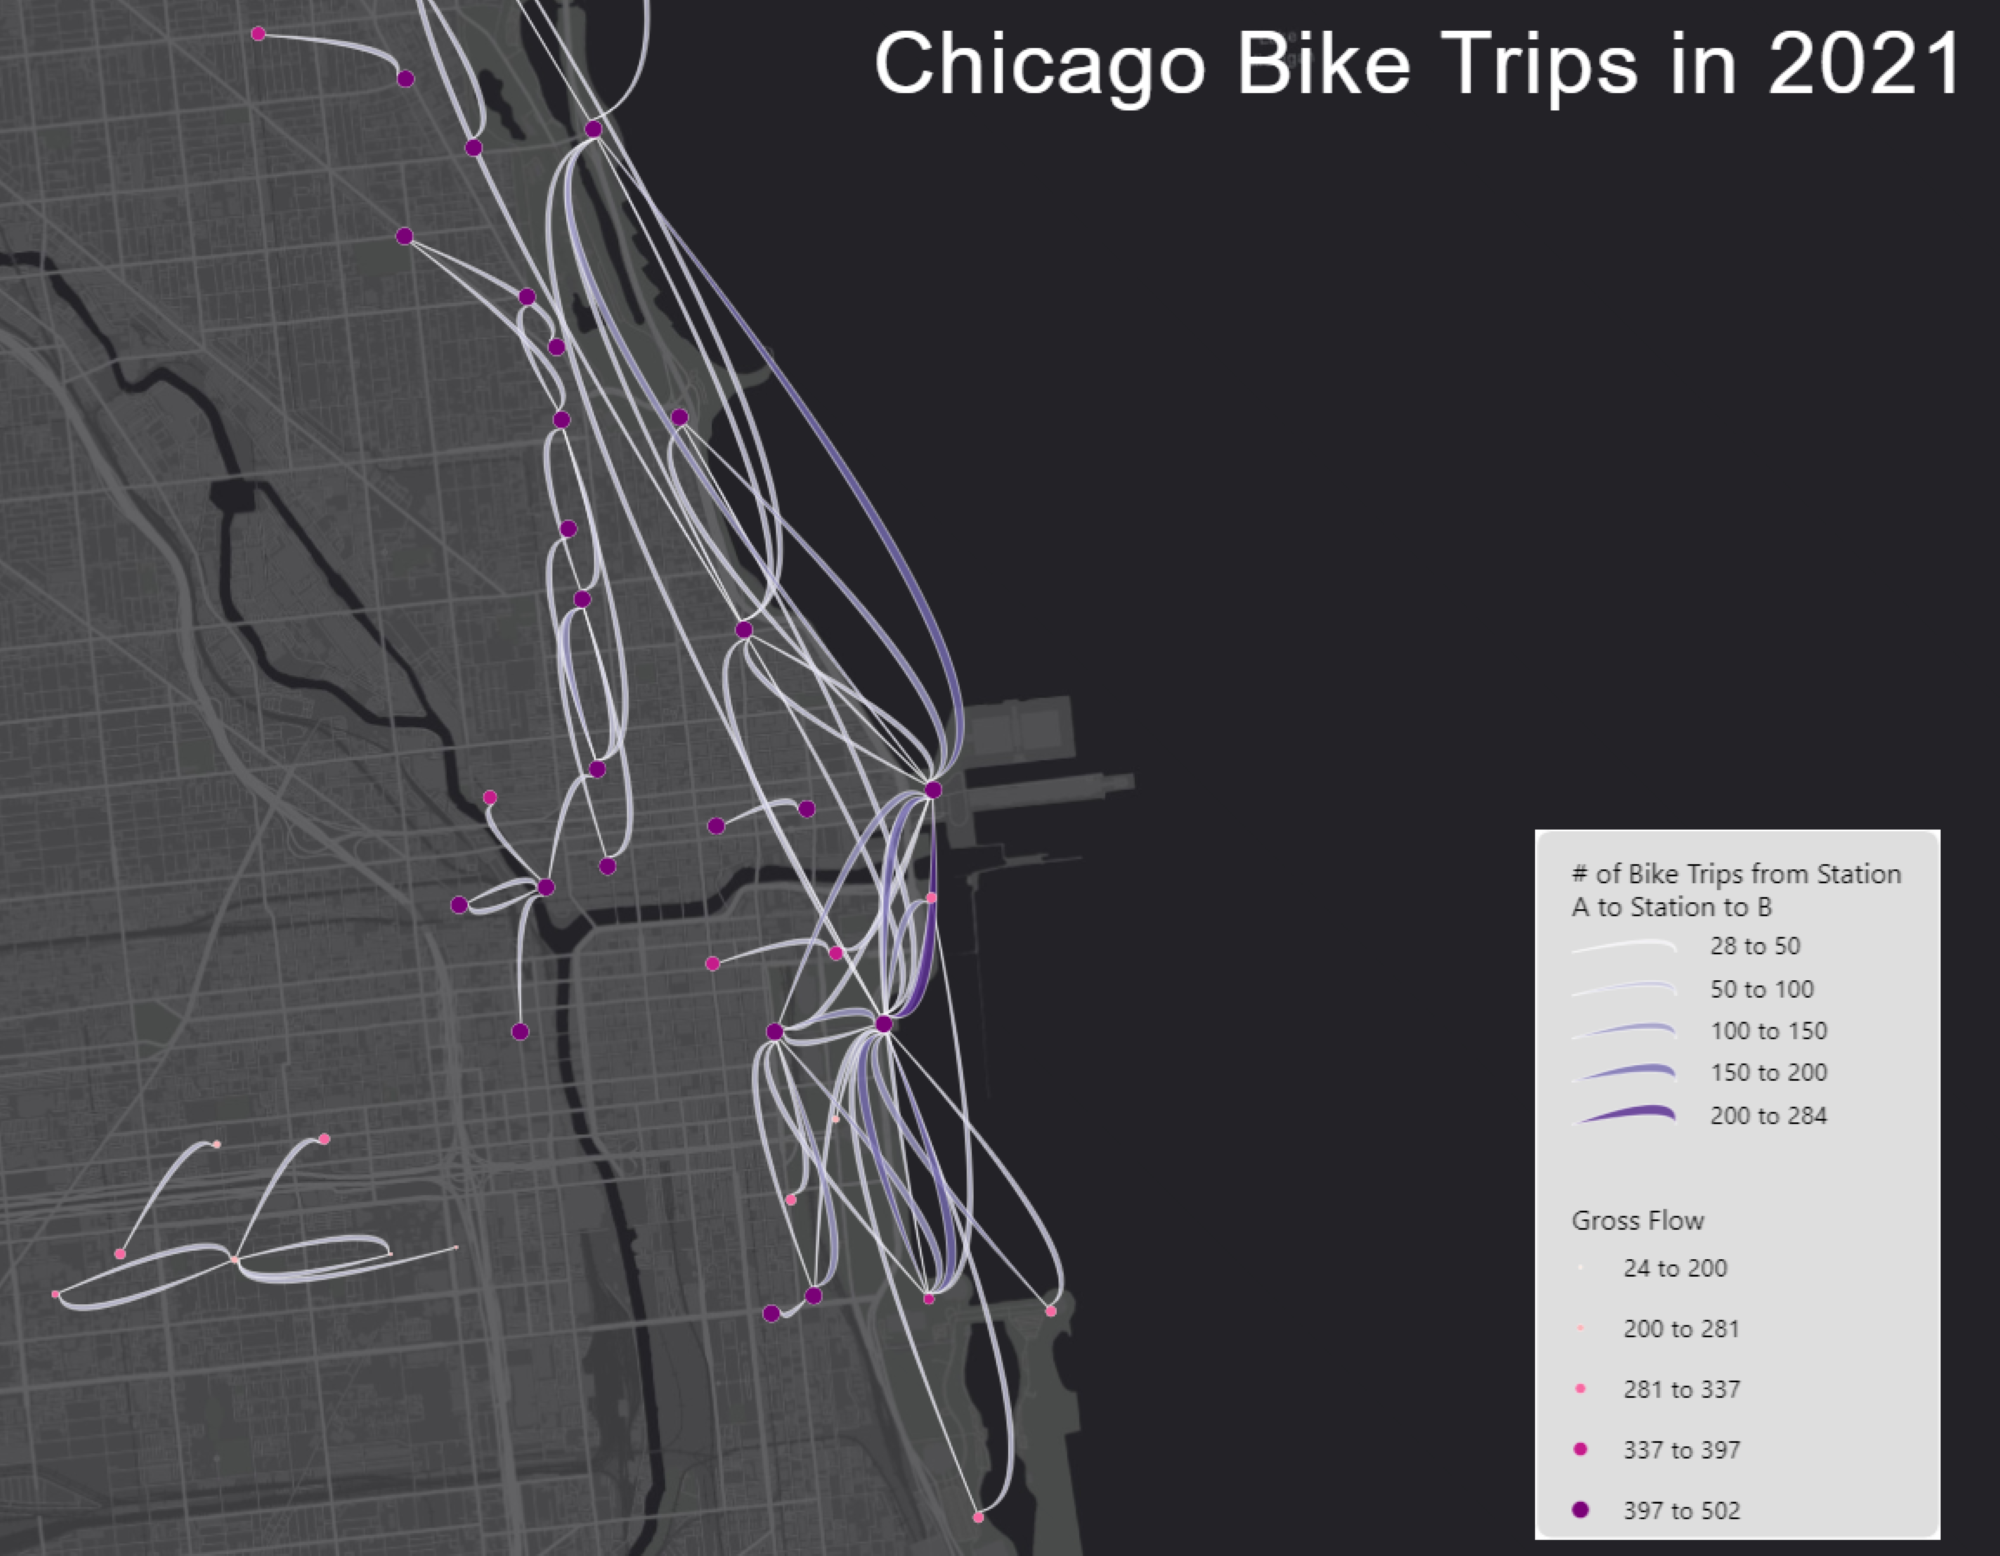 Chicago Bike Trips in 2021
# of Bike Trips from Station
A to Station to B
28 to 50
50 to 100
100 to 150
150 to 200
200 to 284
Gross Flow
24 to 200
200 to 281
281 to 337
337 to 397
397 to 502